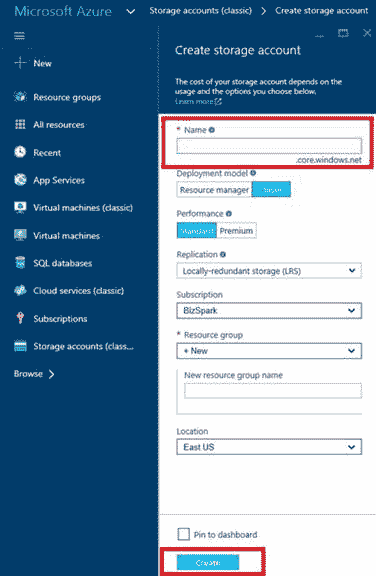 Microsoft Azure
Storage accounts (classic) > Create storage account
New
Resource groups
All resources
Recent
App Services
Virtual machines (classic)
Virtual machines
SQL databases
Cloud services (classic)
Subscriptions
Storage accounts (class...
Browse >
Create storage account
The cost of your storage account depends on the
usage and the options you choose below.
Learn more
* Name
.core.windows.net
Deployment model
Resource manager
Performance
Standard Premium
Replication
Locally-redundant storage (LRS)
Subscription
BizSpark
* Resource group
+ New
New resource group name
Location
East US
Pin to dashboard
Create